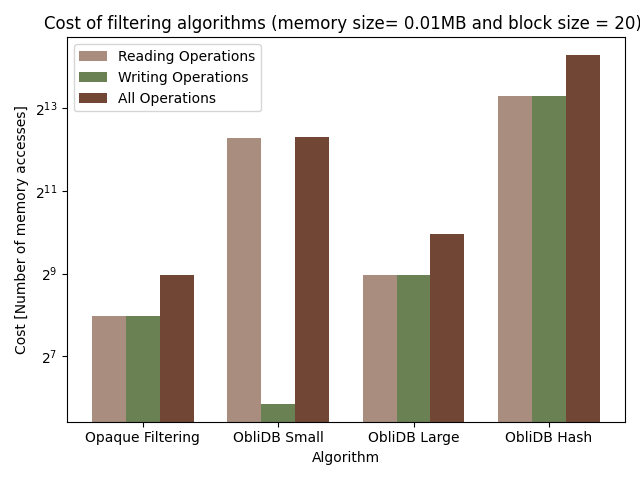 Cost of filtering algorithms (memory size= 0.01MB and block size = 20)
Reading Operations
Writing Operations
All Operations
Cost [Number of memory accesses]
2^13
2^11
2^9
2^7
Opaque Filtering
ObliDB Small
ObliDB Large
ObliDB Hash
Algorithm